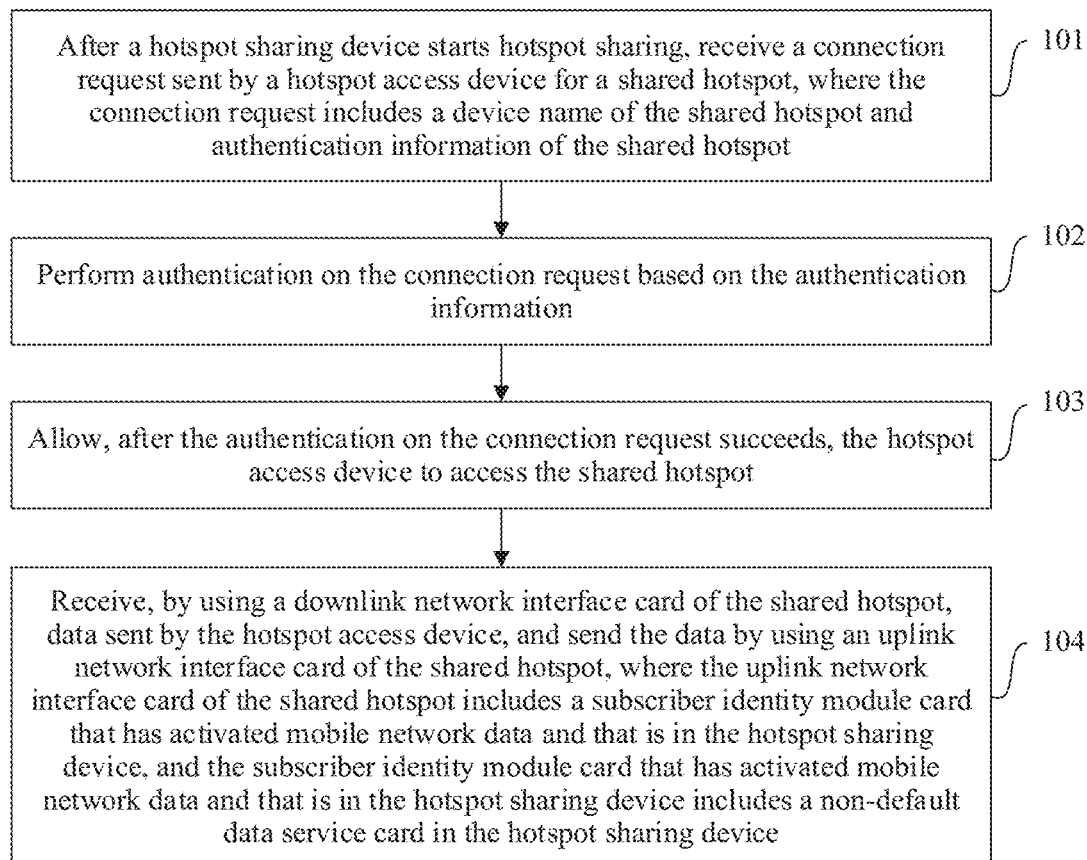 After a hotspot sharing device starts hotspot sharing, receive a connection
request sent by a hotspot access device for a shared hotspot, where the
connection request includes a device name of the shared hotspot and
authentication information of the shared hotspot
101
Perform authentication on the connection request based on the authentication
information
102
Allow, after the authentication on the connection request succeeds, the hotspot
access device to access the shared hotspot
103
Receive, by using a downlink network interface card of the shared hotspot,
data sent by the hotspot access device, and send the data by using an uplink
network interface card of the shared hotspot, where the uplink network
interface card of the shared hotspot includes a subscriber identity module card
that has activated mobile network data and that is in the hotspot sharing
device, and the subscriber identity module card that has activated mobile
network data and that is in the hotspot sharing device includes a non-default
data service card in the hotspot sharing device
104